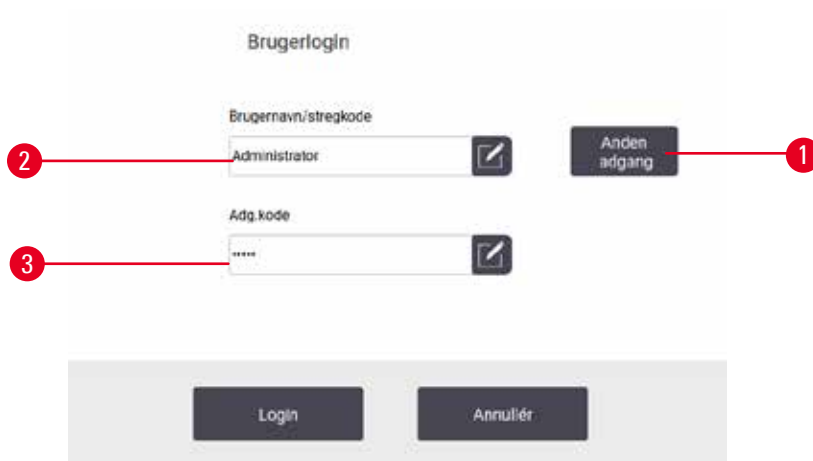 Brugerlogin
Brugernavn/stregkode
2
Administrator
Anden
adgang
1
Adg.kode
3
•••••
Login
Annullér